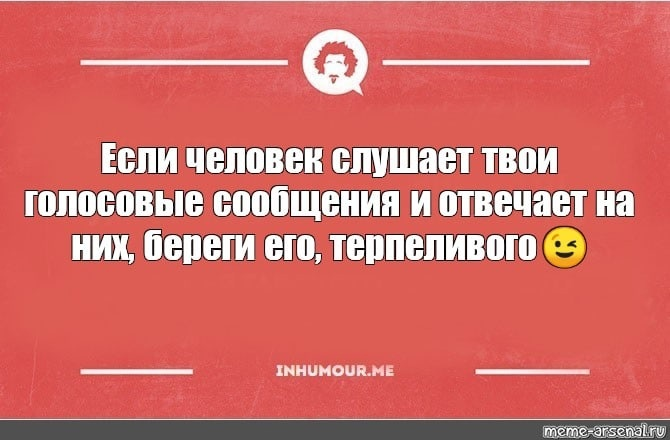 Если человек слушает твои
голосовые сообщения и отвечает на
них, береги его, терпеливого😉
INHUMOUR.ME
meme-arsenal.ru